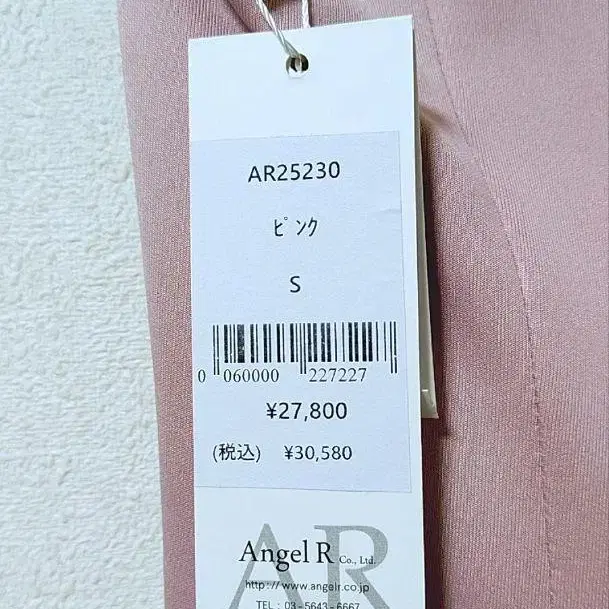 AR25230
ﾋﾟﾝｸ
S
0 060000 227227
¥27,800
(税込) ¥30,580
AR
Angel R Co., Ltd.
http://www.angelr.co.jp
TEL : 03-5643-6667